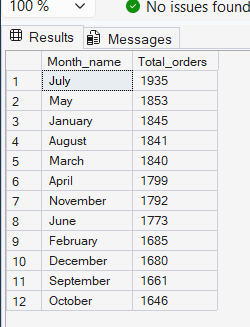 100 % No issues found
Results Messages
Month_name Total_orders
1 July 1935
2 May 1853
3 January 1845
4 August 1841
5 March 1840
6 April 1799
7 November 1792
8 June 1773
9 February 1685
10 December 1680
11 September 1661
12 October 1646